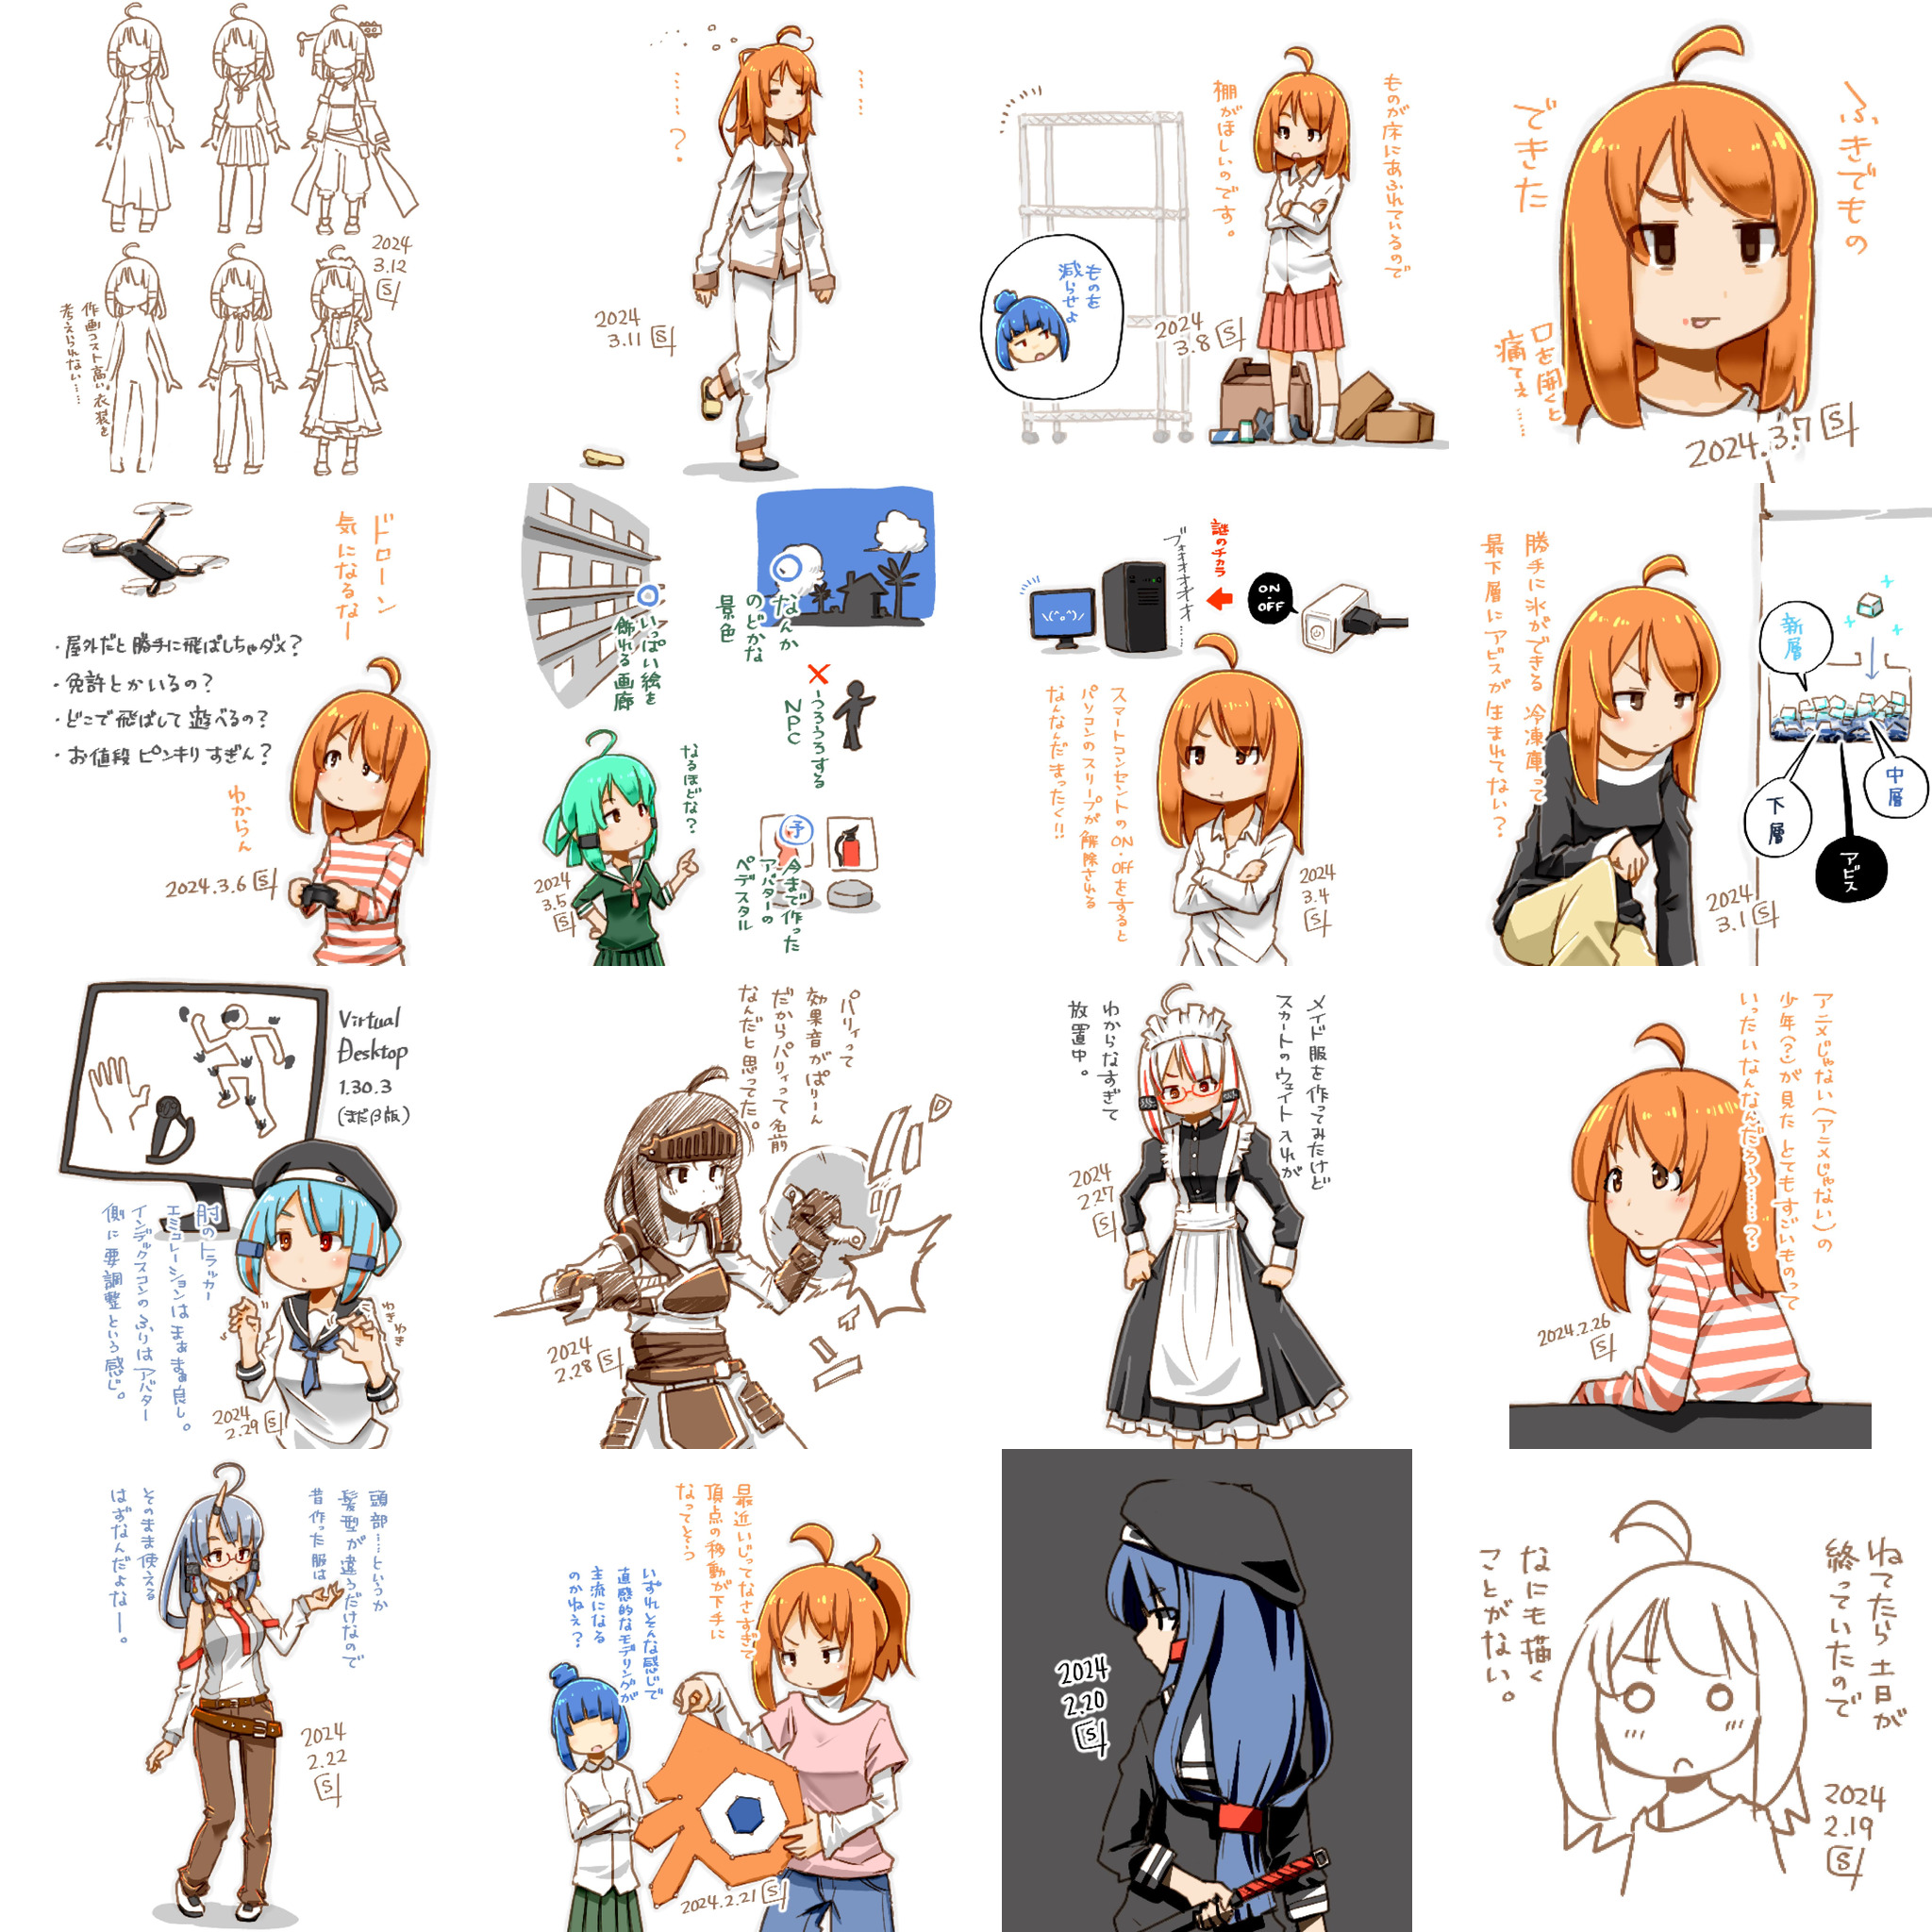 2024
3.12
S
作画コスト高い衣装を
考えられない……
……
……？
2024
3.11 S
ものが床にあふれているので
棚がほしいのです。
ものを
減らせよ
2024
3.8 S
ふきでもの
できた
口を開くと
痛てぇ……
2024.3.7 S
ドローン
気になるなー
・屋外だと勝手に飛ばしちゃダメ？
・免許とかいるの？
・どこで飛ばして遊べるの？
・お値段ピンキリすぎん？
わからん
2024.3.6 S
いっぱい絵を
飾れる画廊
なんか
のどかな
景色
うろうろする
NPC
なるほどな？
予
今まで作った
アバターの
ペデスタル
2024
3.5
S
謎のチカラ
ブォオオオオオ……
ON
・
OFF
\(^o^)/
スマートコンセントのON・OFFをすると
パソコンのスリープが解除される
なんなんだまったく!!
2024
3.4
S
勝手に氷ができる冷凍庫って
最下層にアビスが生まれてない？
新層
中層
下層
アビス
2024
3.1 S
Virtual
Desktop
1.30.3
(まだβ版)
肘のトラッカー
エミュレーションはまぁまぁ良し。
インデックスコンのふりはアバター
側に要調整という感じ。
わき
わき
2024
2.29 S
パリィって
効果音がぱりーん
だからパリィって名前
なんだと思ってた。
パリィ
2024
2.28 S
メイド服を作ってみたけど
スカートのウェイト入れが
わからなすぎて
放置中。
2024
2.27
S
アニメじゃない(アニメじゃない)の
少年(？)が見たとてもすごいものって
いったいなんなんだろう……？
2024.2.26
S
頭部……というか
髪型が違うだけなので
昔作った服は
そのまま使える
はずなんだよなー。
2024
2.22
S
最近いじってなさすぎて
頂点の移動が下手に
なってそう
いずれそんな感じで
直感的なモデリングが
主流になる
のかねぇ？
2024.2.21 S
2024
2.20
S
ねてたら土日が
終っていたので
なにも描く
ことがない。
2024
2.19
S